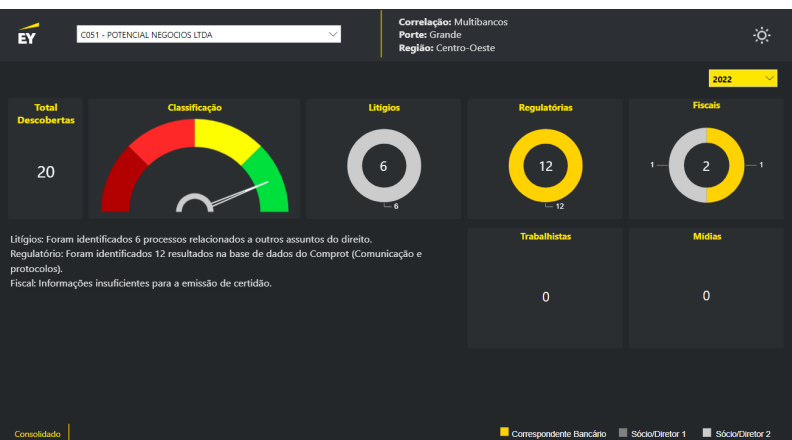 EY
C051 - POTENCIAL NEGOCIOS LTDA
Correlação: Multibancos
Porte: Grande
Região: Centro-Oeste
2022
Total
Descobertas
20
Classificação
Litígios
6
6
Regulatórias
12
12
Fiscais
1
2
1
Litígios: Foram identificados 6 processos relacionados a outros assuntos do direito.
Regulatório: Foram identificados 12 resultados na base de dados do Comprot (Comunicação e
protocolos).
Fiscal: Informações insuficientes para a emissão de certidão.
Trabalhistas
0
Mídias
0
Consolidado
Correspondente Bancário
Sócio/Diretor 1
Sócio/Diretor 2